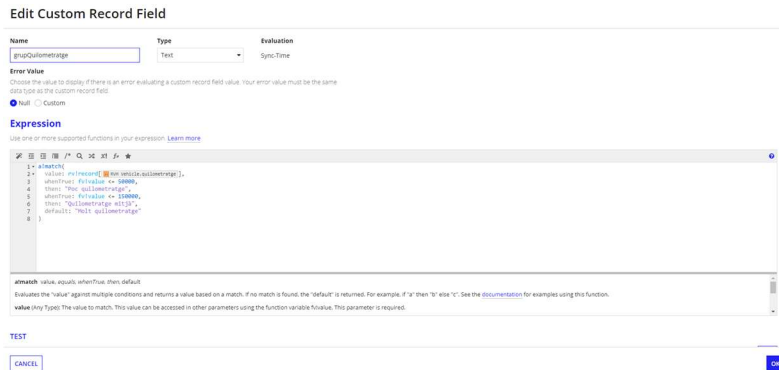 Edit Custom Record Field
Name Type Evaluation
grupQuilometratge Text Sync-Time
Error Value
Choose the value to display if there is an error evaluating a custom record field value. Your error value must be the same
data type as the custom record field
Null Custom
Expression
Use one or more supported functions in your expression. Learn more
1 a!match(
2 value: rv!record[ vehicle.quilometratge ],
3 whenTrue: fv!value <= 50000,
4 then: "Poc quilometratge",
5 whenTrue: fv!value <= 150000,
6 then: "Quilometratge mitjà",
7 default: "Molt quilometratge"
8 )
a!match value, equals, whenTrue, then, default
Evaluates the "value" against multiple conditions and returns a value based on a match. If no match is found, the "default" is returned. For example, if "a" then "b" else "c". See the documentation for examples using this function.
value (Any Type): The value to match. This value can be accessed in other parameters using the function variable fv!value. This parameter is required.
TEST
CANCEL OK